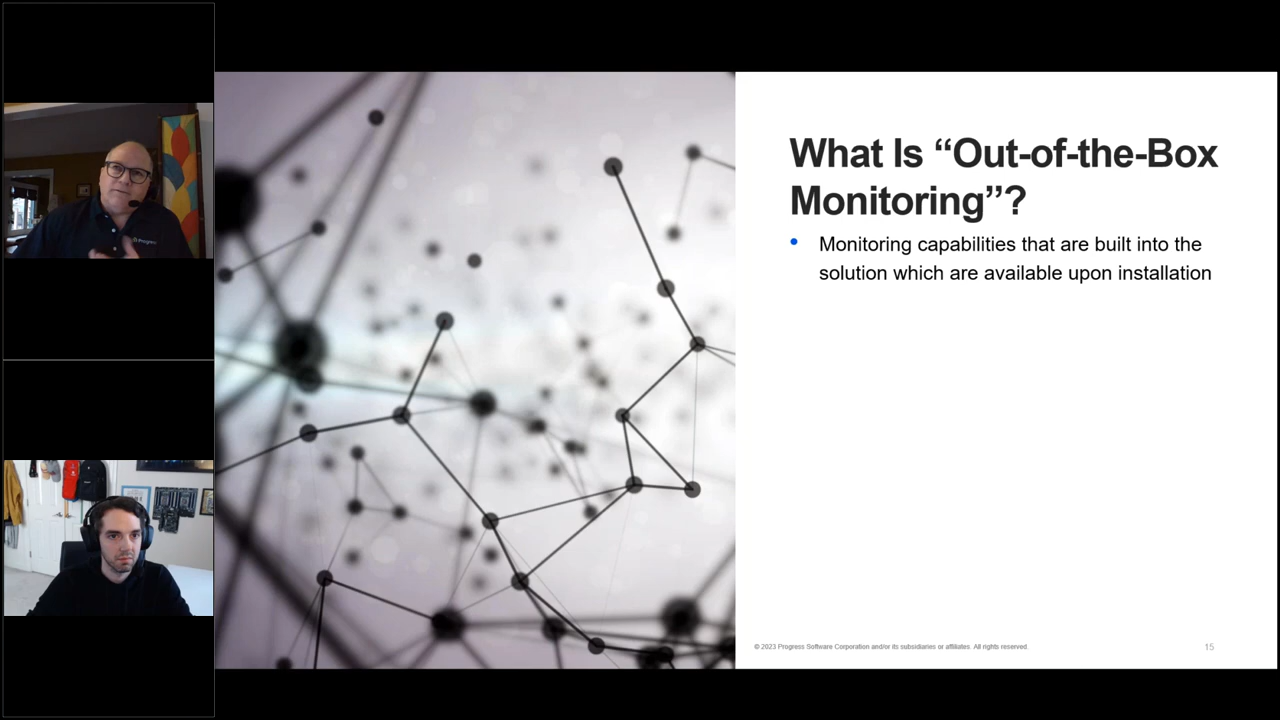 What Is “Out-of-the-Box
Monitoring”?
• Monitoring capabilities that are built into the
solution which are available upon installation
© 2023 Progress Software Corporation and/or its subsidiaries or affiliates. All rights reserved.
15
Progress